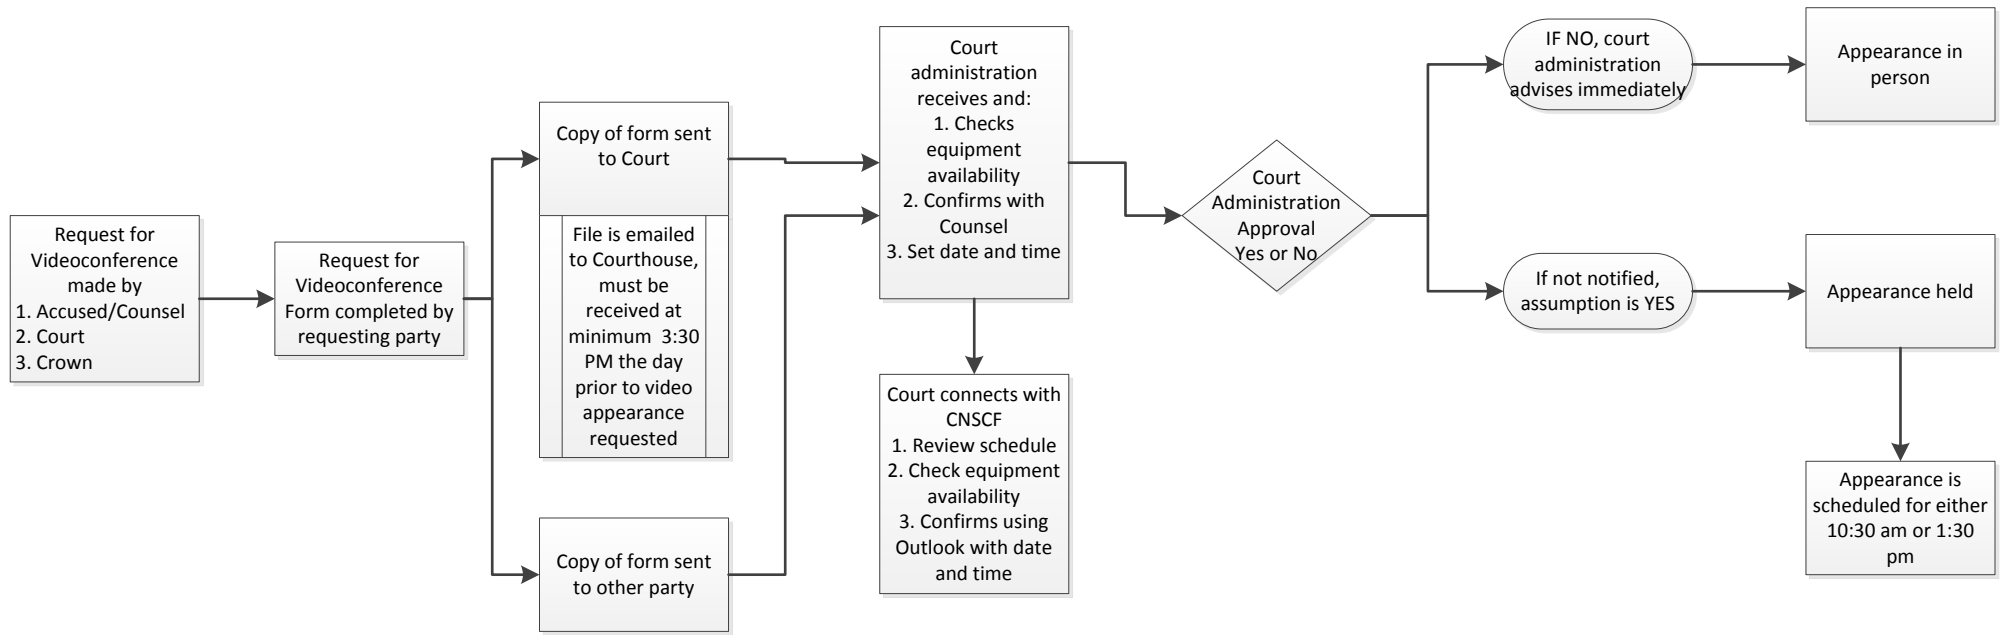 Request for
Videoconference
made by
1. Accused/Counsel
2. Court
3. Crown
Request for
Videoconference
Form completed by
requesting party
Copy of form sent
to Court
File is emailed
to Courthouse,
must be
received at
minimum 3:30
PM the day
prior to video
appearance
requested
Copy of form sent
to other party
Court
administration
receives and:
1. Checks
equipment
availability
2. Confirms with
Counsel
3. Set date and time
Court connects with
CNSCF
1. Review schedule
2. Check equipment
availability
3. Confirms using
Outlook with date
and time
Court
Administration
Approval
Yes or No
IF NO, court
administration
advises immediately
Appearance in
person
If not notified,
assumption is YES
Appearance held
Appearance is
scheduled for either
10:30 am or 1:30
pm